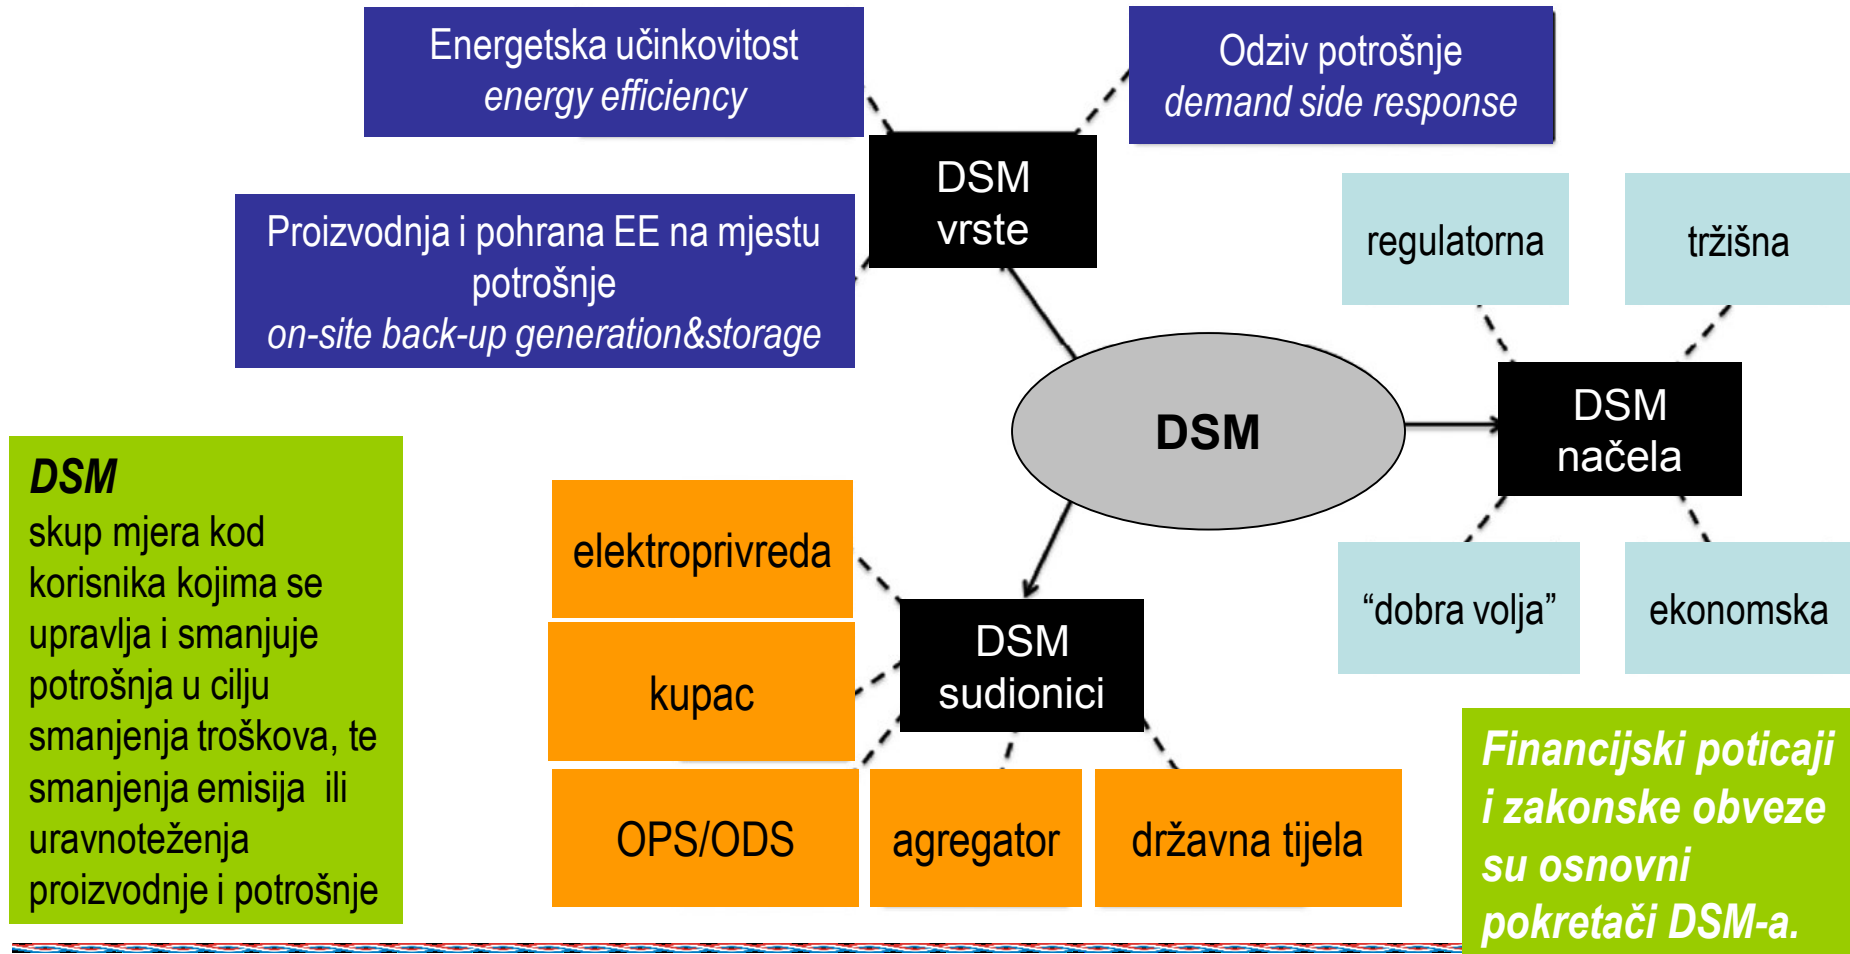 Energetska učinkovitost
energy efficiency
Odziv potrošnje
demand side response
DSM
vrste
Proizvodnja i pohrana EE na mjestu
potrošnje
on-site back-up generation&storage
regulatorna
tržišna
DSM
DSM
načela
“dobra volja”
ekonomska
DSM
skup mjera kod
korisnika kojima se
upravlja i smanjuje
potrošnja u cilju
smanjenja troškova, te
smanjenja emisija ili
uravnoteženja
proizvodnje i potrošnje
elektroprivreda
kupac
DSM
sudionici
OPS/ODS
agregator
državna tijela
Financijski poticaji
i zakonske obveze
su osnovni
pokretači DSM-a.